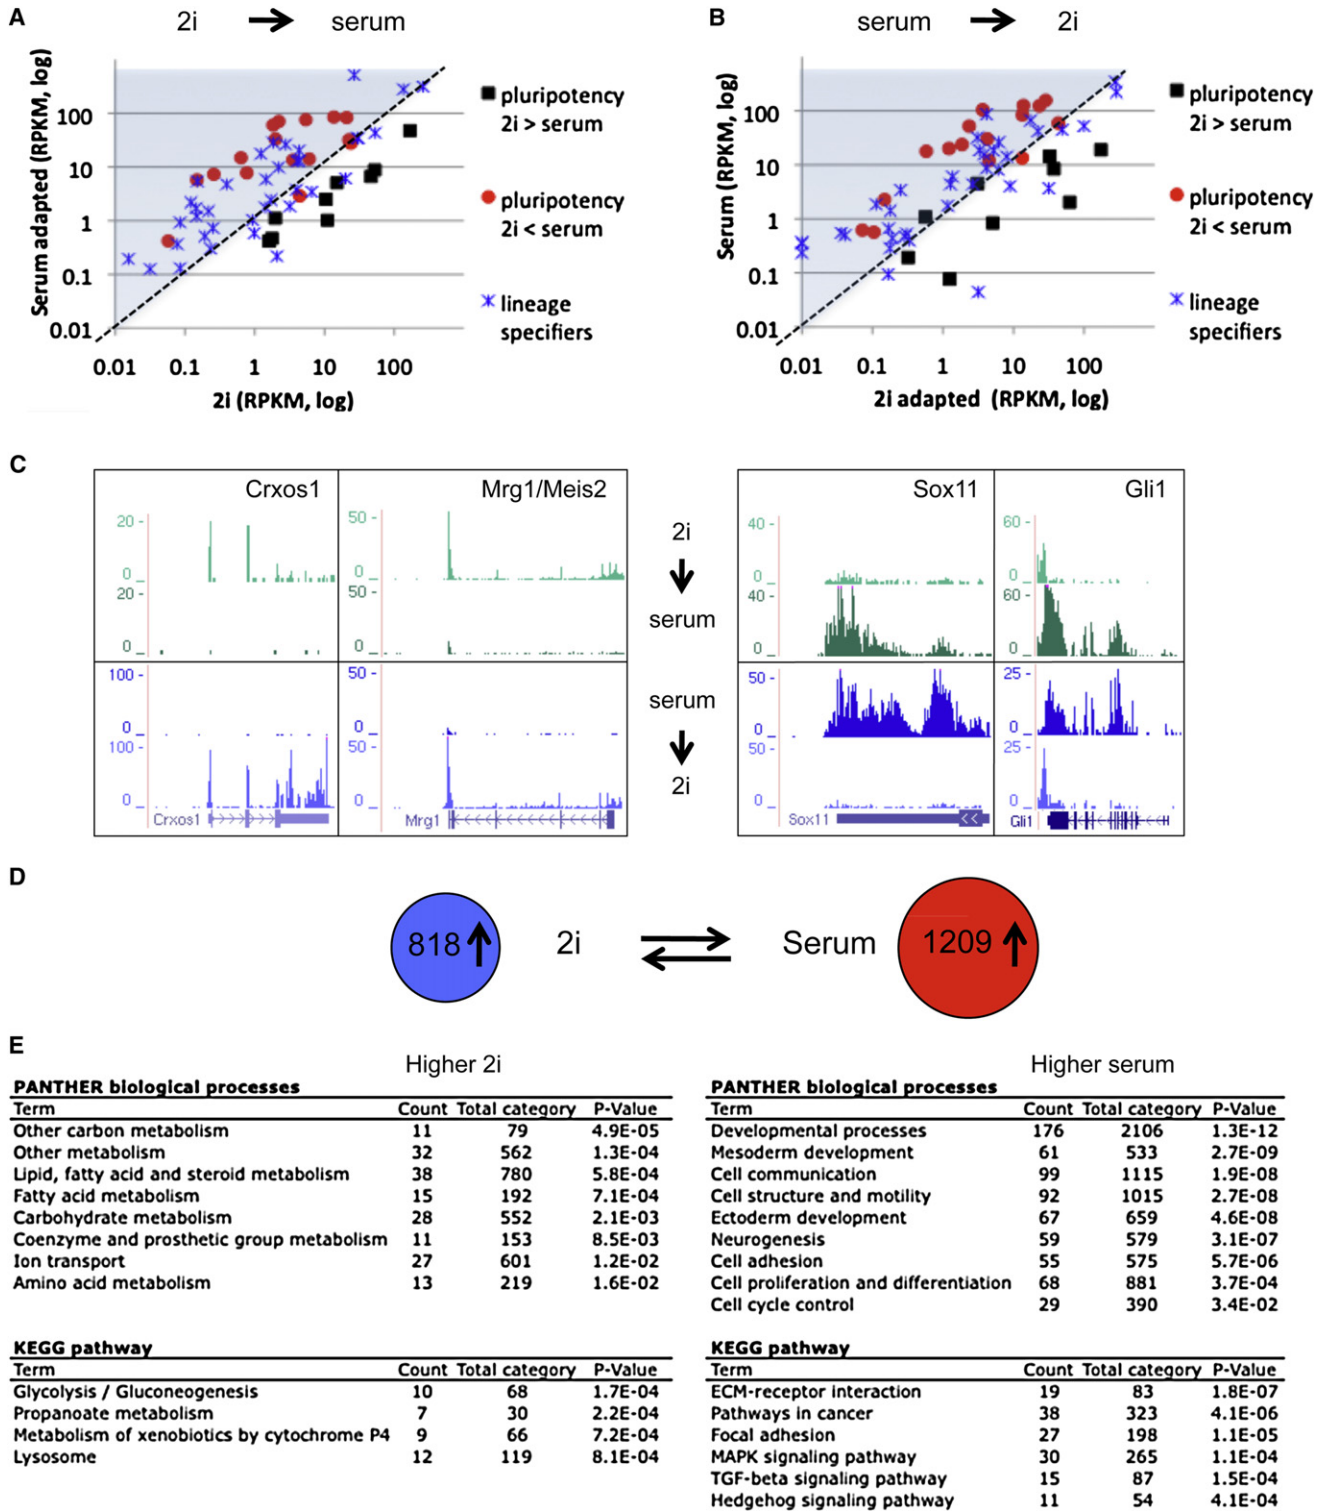 A
2i → serum
Serum adapted (RPKM, log)
100
10
1
0.1
0.01
0.01 0.1 1 10 100
2i (RPKM, log)
pluripotency
2i > serum
pluripotency
2i < serum
lineage
specifiers
B
serum → 2i
Serum (RPKM, log)
100
10
1
0.1
0.01
0.01 0.1 1 10 100
2i adapted (RPKM, log)
pluripotency
2i > serum
pluripotency
2i < serum
lineage
specifiers
C
Crxos1
20
0
20
0
100
0
100
0
Crxos1
Mrg1/Meis2
50
0
50
0
50
0
50
0
Mrg1
2i
serum
serum
2i
Sox11
40
0
40
0
50
0
50
0
Sox11
Gli1
60
0
60
0
25
0
25
0
Gli1
D
818 2i Serum 1209
E
Higher 2i
PANTHER biological processes
Term Count Total category P-Value
Other carbon metabolism 11 79 4.9E-05
Other metabolism 32 562 1.3E-04
Lipid, fatty acid and steroid metabolism 38 780 5.8E-04
Fatty acid metabolism 15 192 7.1E-04
Carbohydrate metabolism 28 552 2.1E-03
Coenzyme and prosthetic group metabolism 11 153 8.5E-03
Ion transport 27 601 1.2E-02
Amino acid metabolism 13 219 1.6E-02
KEGG pathway
Term Count Total category P-Value
Glycolysis / Gluconeogenesis 10 68 1.7E-04
Propanoate metabolism 7 30 2.2E-04
Metabolism of xenobiotics by cytochrome P4 9 66 7.2E-04
Lysosome 12 119 8.1E-04
Higher serum
PANTHER biological processes
Term Count Total category P-Value
Developmental processes 176 2106 1.3E-12
Mesoderm development 61 533 2.7E-09
Cell communication 99 1115 1.9E-08
Cell structure and motility 92 1015 2.7E-08
Ectoderm development 67 659 4.6E-08
Neurogenesis 59 579 3.1E-07
Cell adhesion 55 575 5.7E-06
Cell proliferation and differentiation 68 881 3.7E-04
Cell cycle control 29 390 3.4E-02
KEGG pathway
Term Count Total category P-Value
ECM-receptor interaction 19 83 1.8E-07
Pathways in cancer 38 323 4.1E-06
Focal adhesion 27 198 1.1E-05
MAPK signaling pathway 30 265 1.1E-04
TGF-beta signaling pathway 15 87 1.5E-04
Hedgehog signaling pathway 11 54 4.1E-04